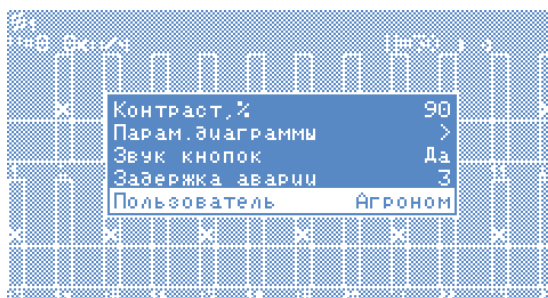 Контраст,% 90
Парам.диаграммы >
Звук кнопок Да
Задержка аварии 3
Пользователь Агроном